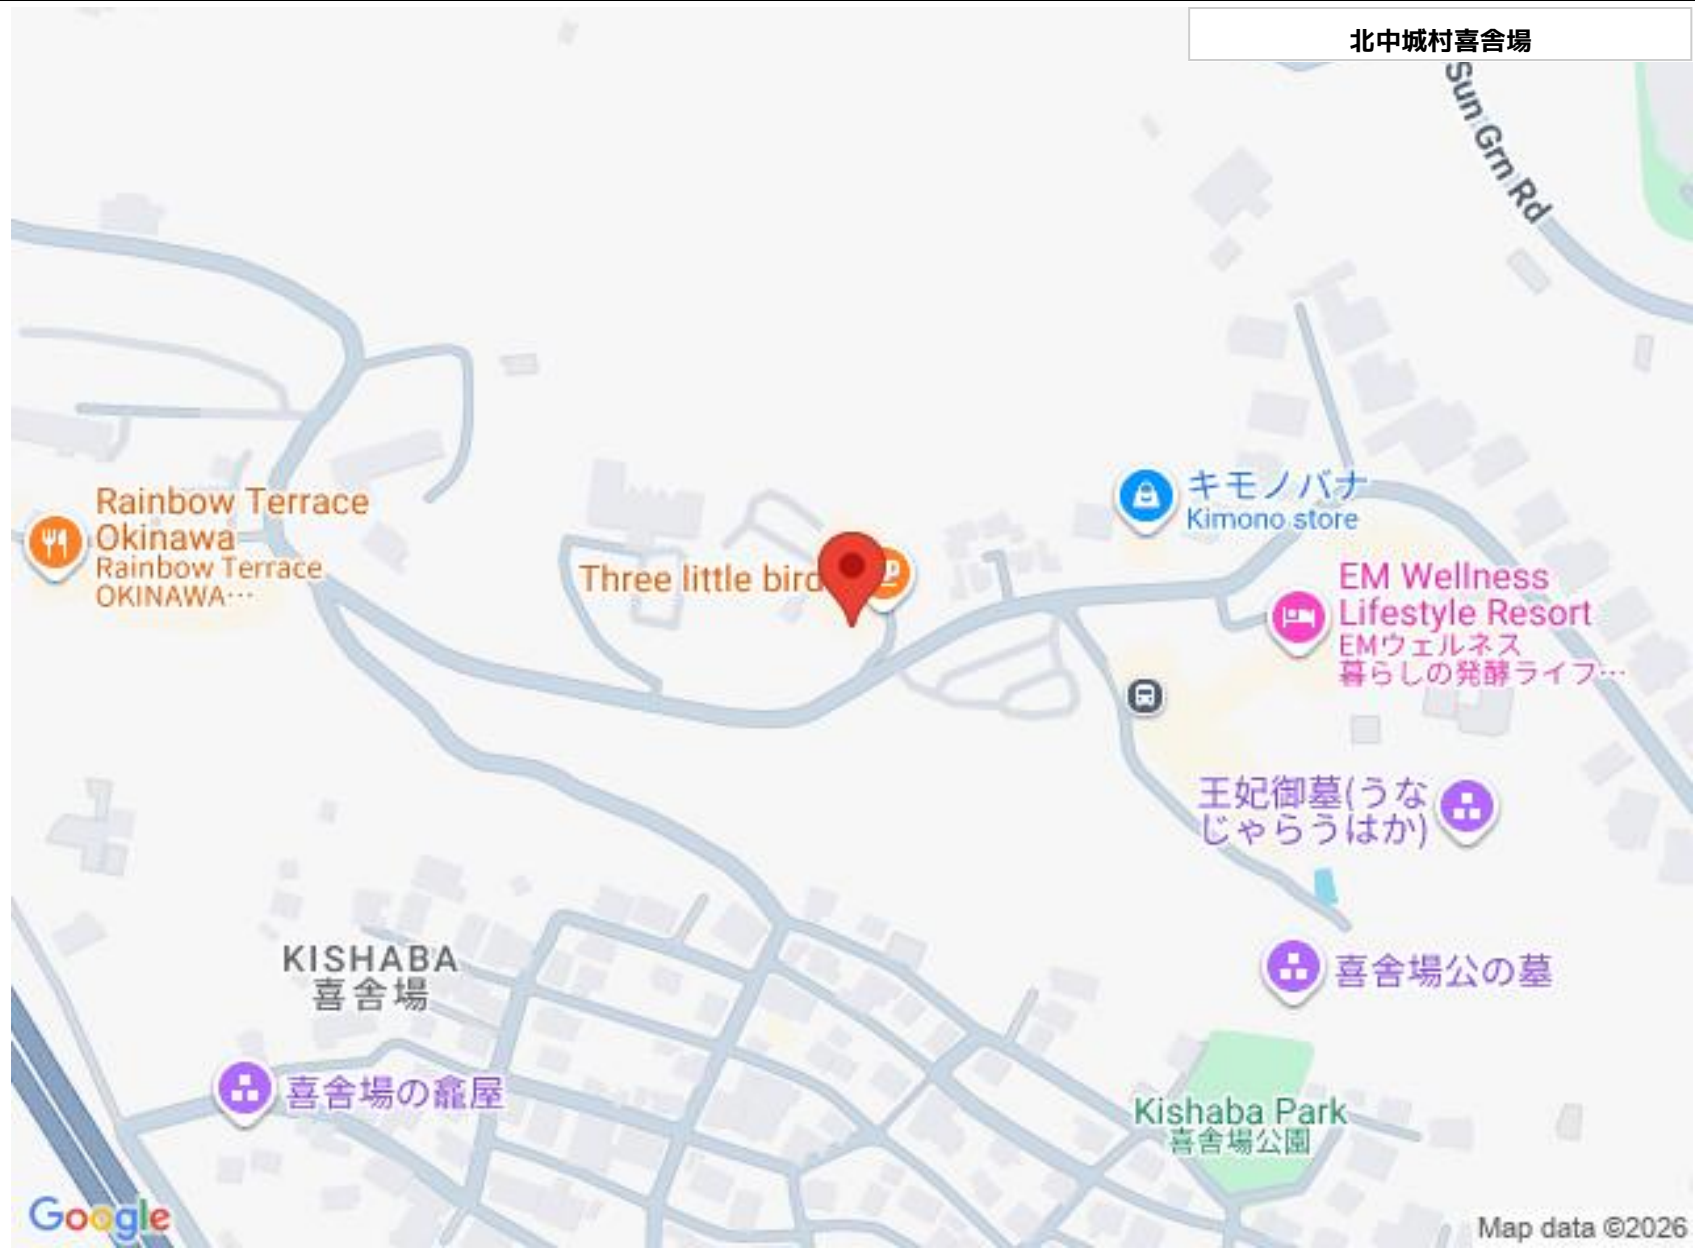 北中城村喜舎場
Sun Grn Rd
Rainbow Terrace
Okinawa
Rainbow Terrace
OKINAWA…
Three little bird
キモノバナ
Kimono store
EM Wellness
Lifestyle Resort
EMウェルネス
暮らしの発酵ライフ…
王妃御墓(うな
じゃらうはか)
KISHABA
喜舎場
喜舎場公の墓
喜舎場の龕屋
Kishaba Park
喜舎場公園
Google
Map data ©2026